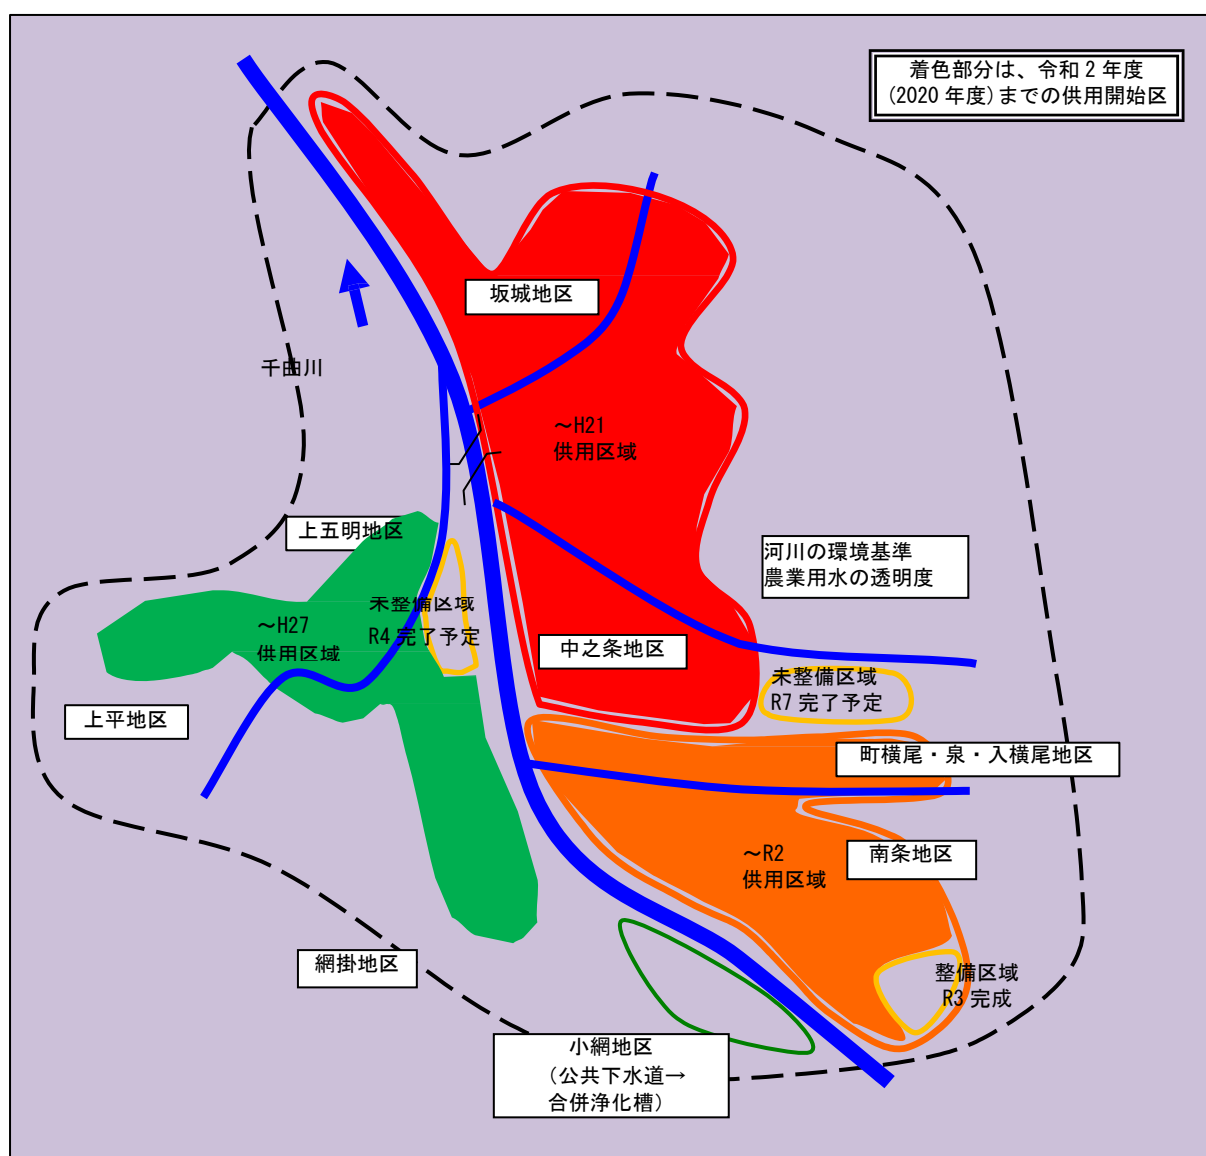 着色部分は、令和2年度
(2020年度)までの供用開始区
坂城地区
千曲川
～H21
供用区域
上五明地区
河川の環境基準
農業用水の透明度
未整備区域
R4完了予定
～H27
供用区域
中之条地区
未整備区域
R7完了予定
上平地区
町横尾・泉・入横尾地区
～R2
供用区域
南条地区
網掛地区
整備区域
R3完成
小網地区
(公共下水道→
合併浄化槽)